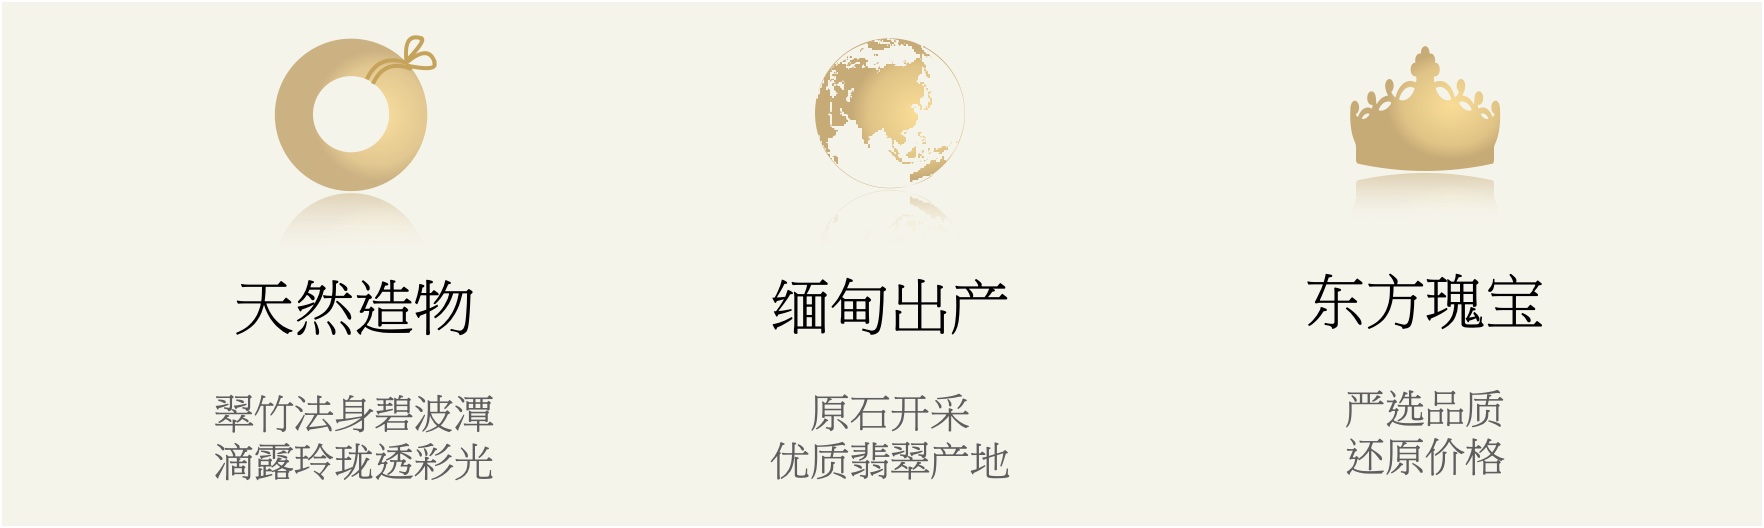 天然造物
翠竹法身碧波潭
滴露玲珑透彩光
缅甸出产
原石开采
优质翡翠产地
东方瑰宝
严选品质
还原价格